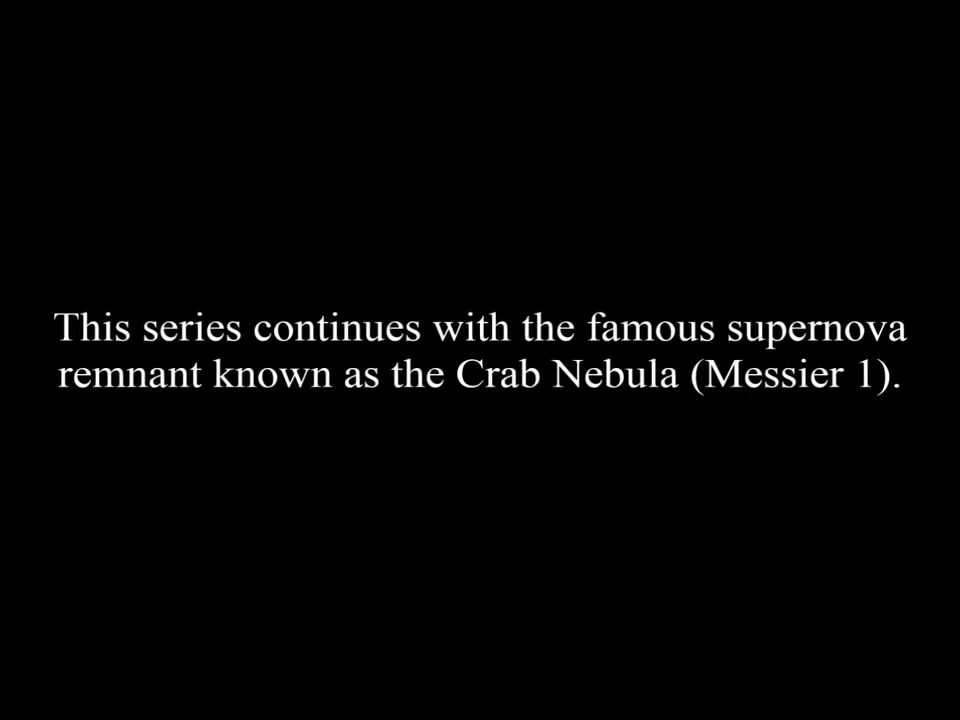 This series continues with the famous supernova
remnant known as the Crab Nebula (Messier 1).